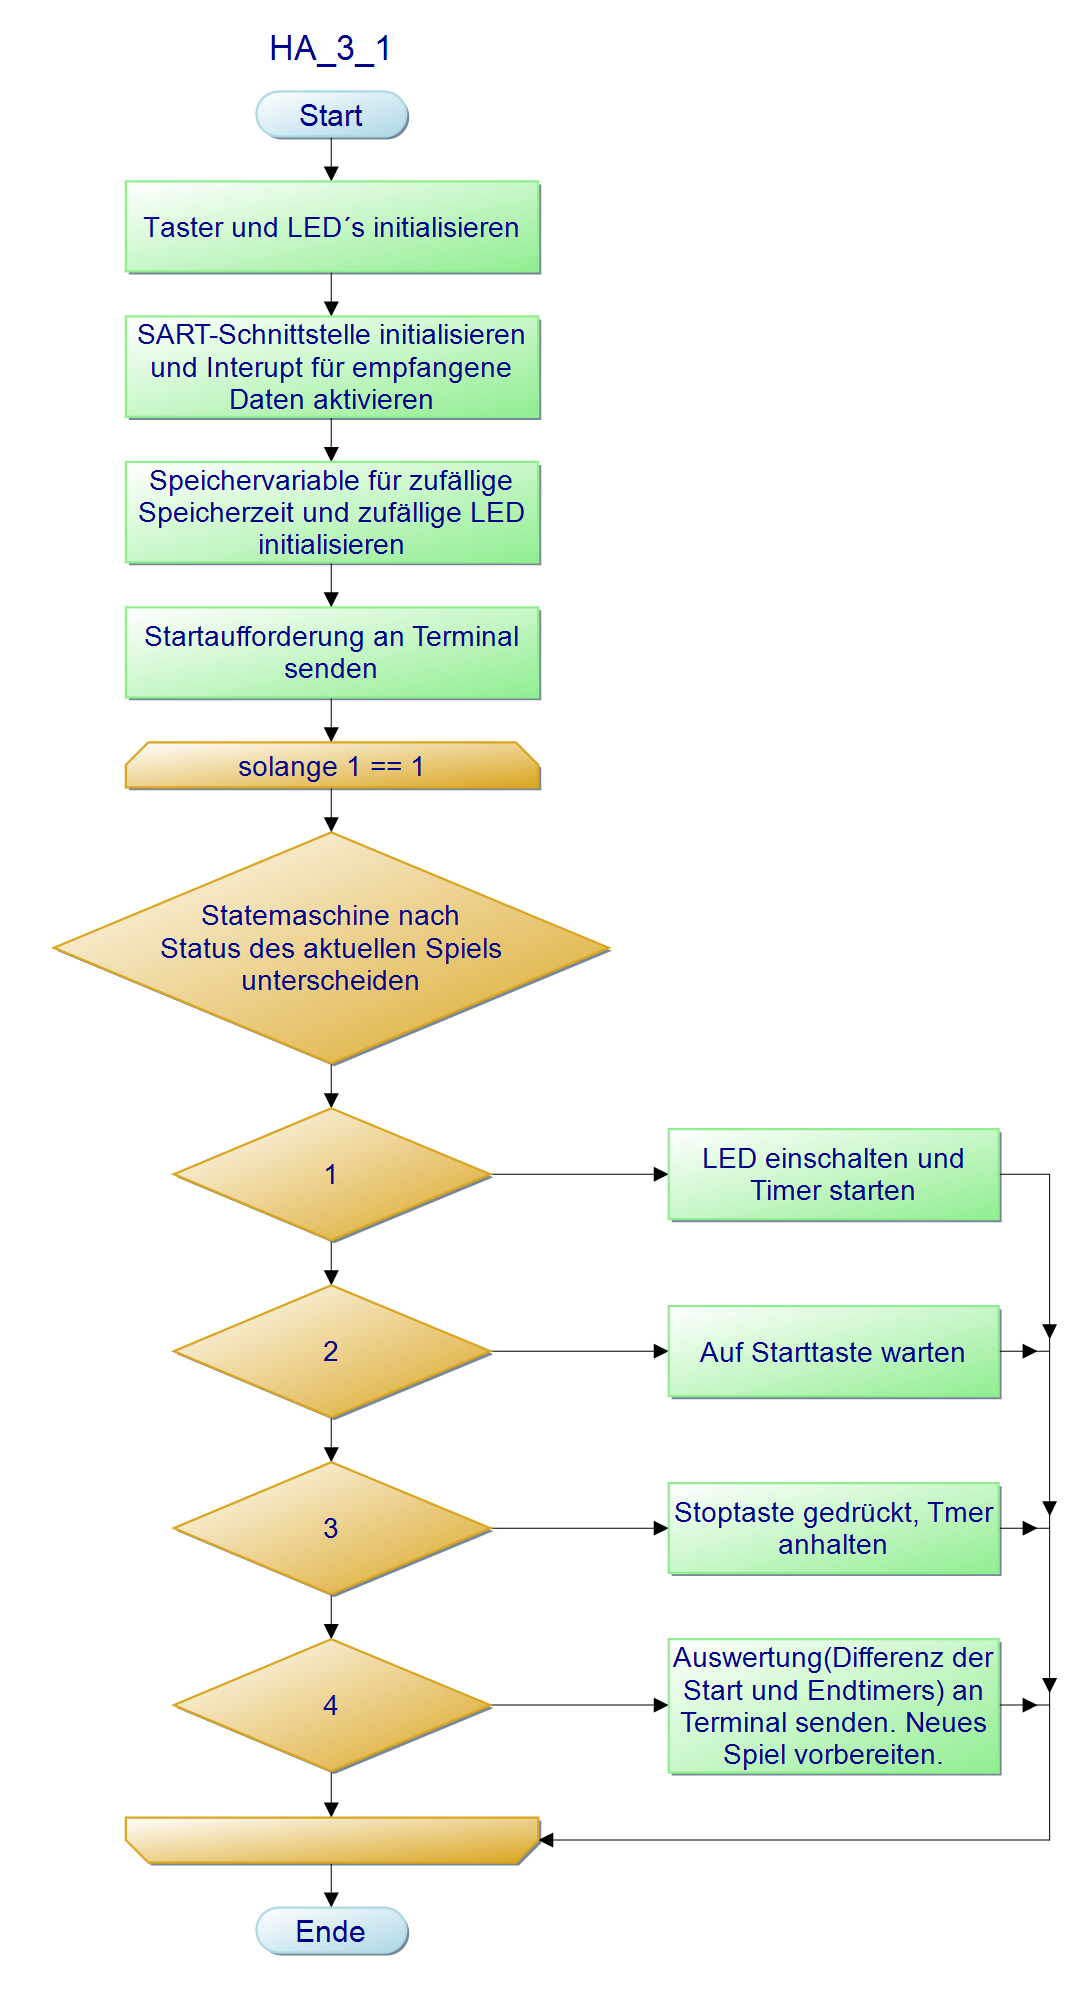 HA_3_1
Start
Taster und LED´s initialisieren
SART-Schnittstelle initialisieren
und Interupt für empfangene
Daten aktivieren
Speichervariable für zufällige
Speicherzeit und zufällige LED
initialisieren
Startaufforderung an Terminal
senden
solange 1 == 1
Statemaschine nach
Status des aktuellen Spiels
unterscheiden
1
LED einschalten und
Timer starten
2
Auf Starttaste warten
3
Stoptaste gedrückt, Tmer
anhalten
4
Auswertung(Differenz der
Start und Endtimers) an
Terminal senden. Neues
Spiel vorbereiten.
Ende